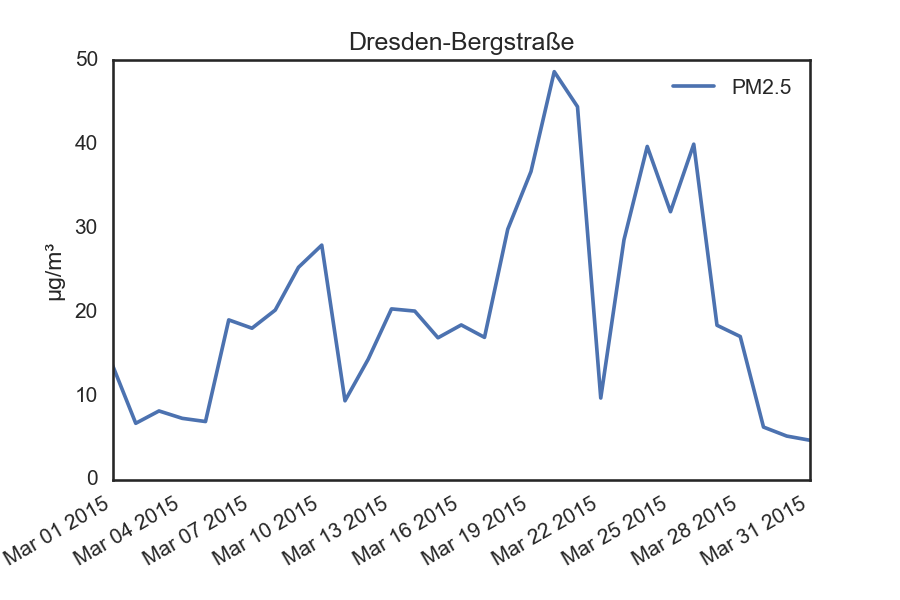 Dresden-Bergstraße
50
40
30
20
10
0
µg/m³
PM2.5
Mar 01 2015
Mar 04 2015
Mar 07 2015
Mar 10 2015
Mar 13 2015
Mar 16 2015
Mar 19 2015
Mar 22 2015
Mar 25 2015
Mar 28 2015
Mar 31 2015